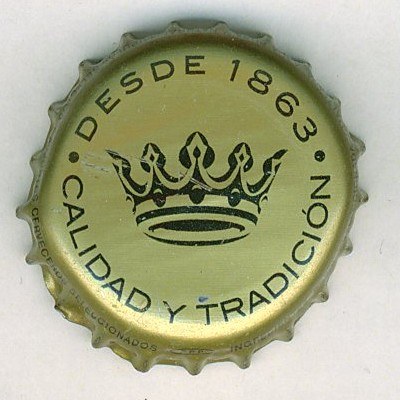 • DESDE 1863 •
CALIDAD Y TRADICIÓN